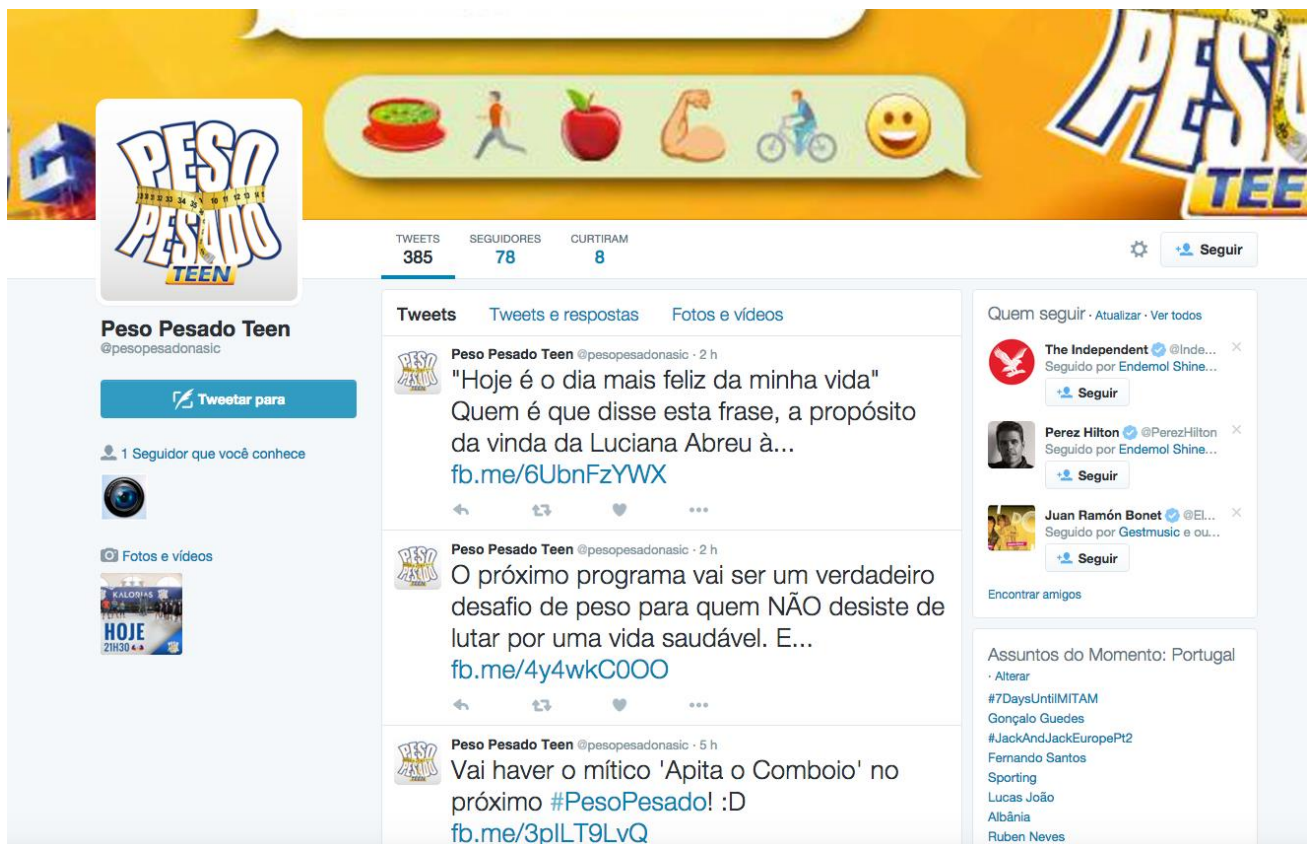 PESO
TEEN
PESO
PESADO
TEEN
TWEETS
385
SEGUIDORES
78
CURTIRAM
8
Seguir
Peso Pesado Teen
@pesopesadonasic
Tweetar para
1 Seguidor que você conhece
Fotos e vídeos
KALORIAS
HOJE
21H30
Tweets Tweets e respostas Fotos e vídeos
Peso Pesado Teen @pesopesadonasic · 2 h
"Hoje é o dia mais feliz da minha vida"
Quem é que disse esta frase, a propósito
da vinda da Luciana Abreu à...
fb.me/6UbnFzYWX
Peso Pesado Teen @pesopesadonasic · 2 h
O próximo programa vai ser um verdadeiro
desafio de peso para quem NÃO desiste de
lutar por uma vida saudável. E...
fb.me/4y4wkC0OO
Peso Pesado Teen @pesopesadonasic · 5 h
Vai haver o mítico 'Apita o Comboio' no
próximo #PesoPesado! :D
fb.me/3pILT9LvQ
Quem seguir · Atualizar · Ver todos
The Independent @Inde...
Seguido por Endemol Shine...
Seguir
Perez Hilton @PerezHilton
Seguido por Endemol Shine...
Seguir
Juan Ramón Bonet @El...
Seguido por Gestmusic e ou...
Seguir
Encontrar amigos
Assuntos do Momento: Portugal
· Alterar
#7DaysUntilMITAM
Gonçalo Guedes
#JackAndJackEuropePt2
Fernando Santos
Sporting
Lucas João
Albânia
Ruben Neves